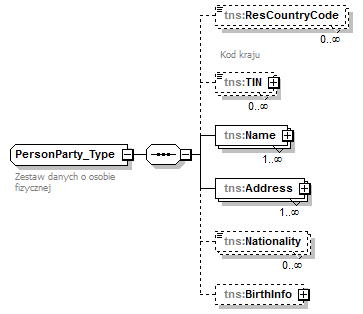 tns:ResCountryCode
0..∞
Kod kraju
tns:TIN
0..∞
tns:Name
1..∞
PersonParty_Type
Zestaw danych o osobie
fizycznej
tns:Address
1..∞
tns:Nationality
0..∞
tns:BirthInfo